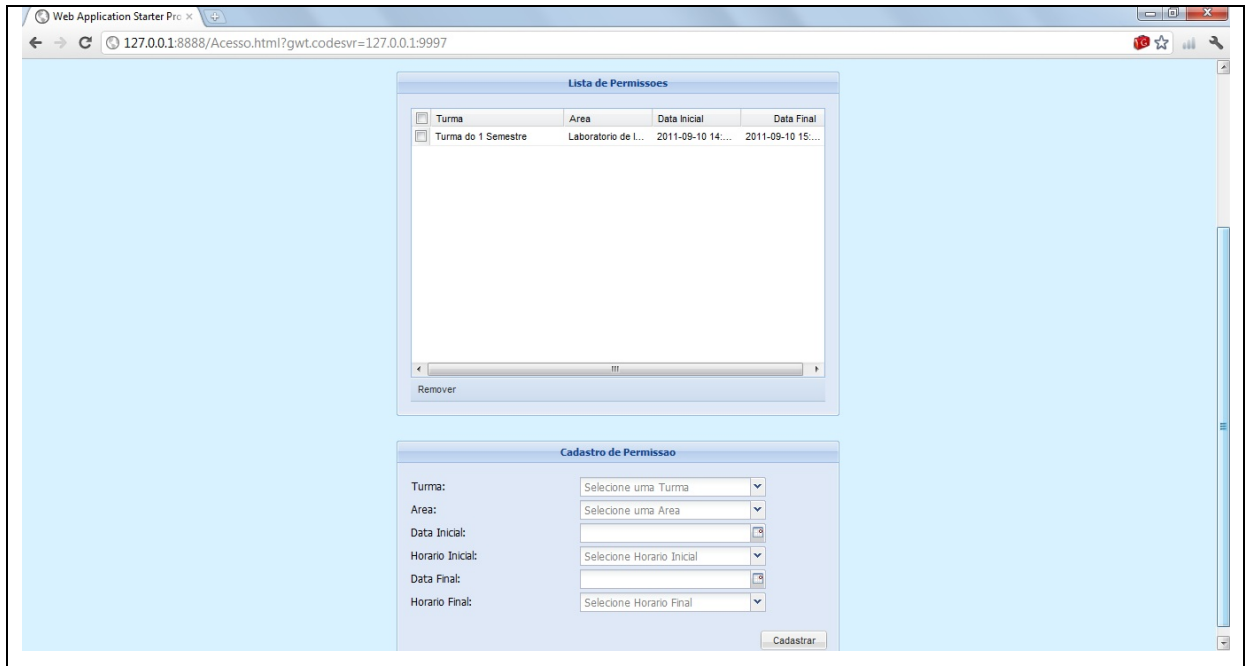 Web Application Starter Pro
127.0.0.1:8888/Acesso.html?gwt.codesvr=127.0.0.1:9997
Lista de Permissoes
Turma Area Data Inicial Data Final
Turma do 1 Semestre Laboratorio de I... 2011-09-10 14:... 2011-09-10 15:...
Remover
Cadastro de Permissao
Turma: Selecione uma Turma
Area: Selecione uma Area
Data Inicial:
Horario Inicial: Selecione Horario Inicial
Data Final:
Horario Final: Selecione Horario Final
Cadastrar